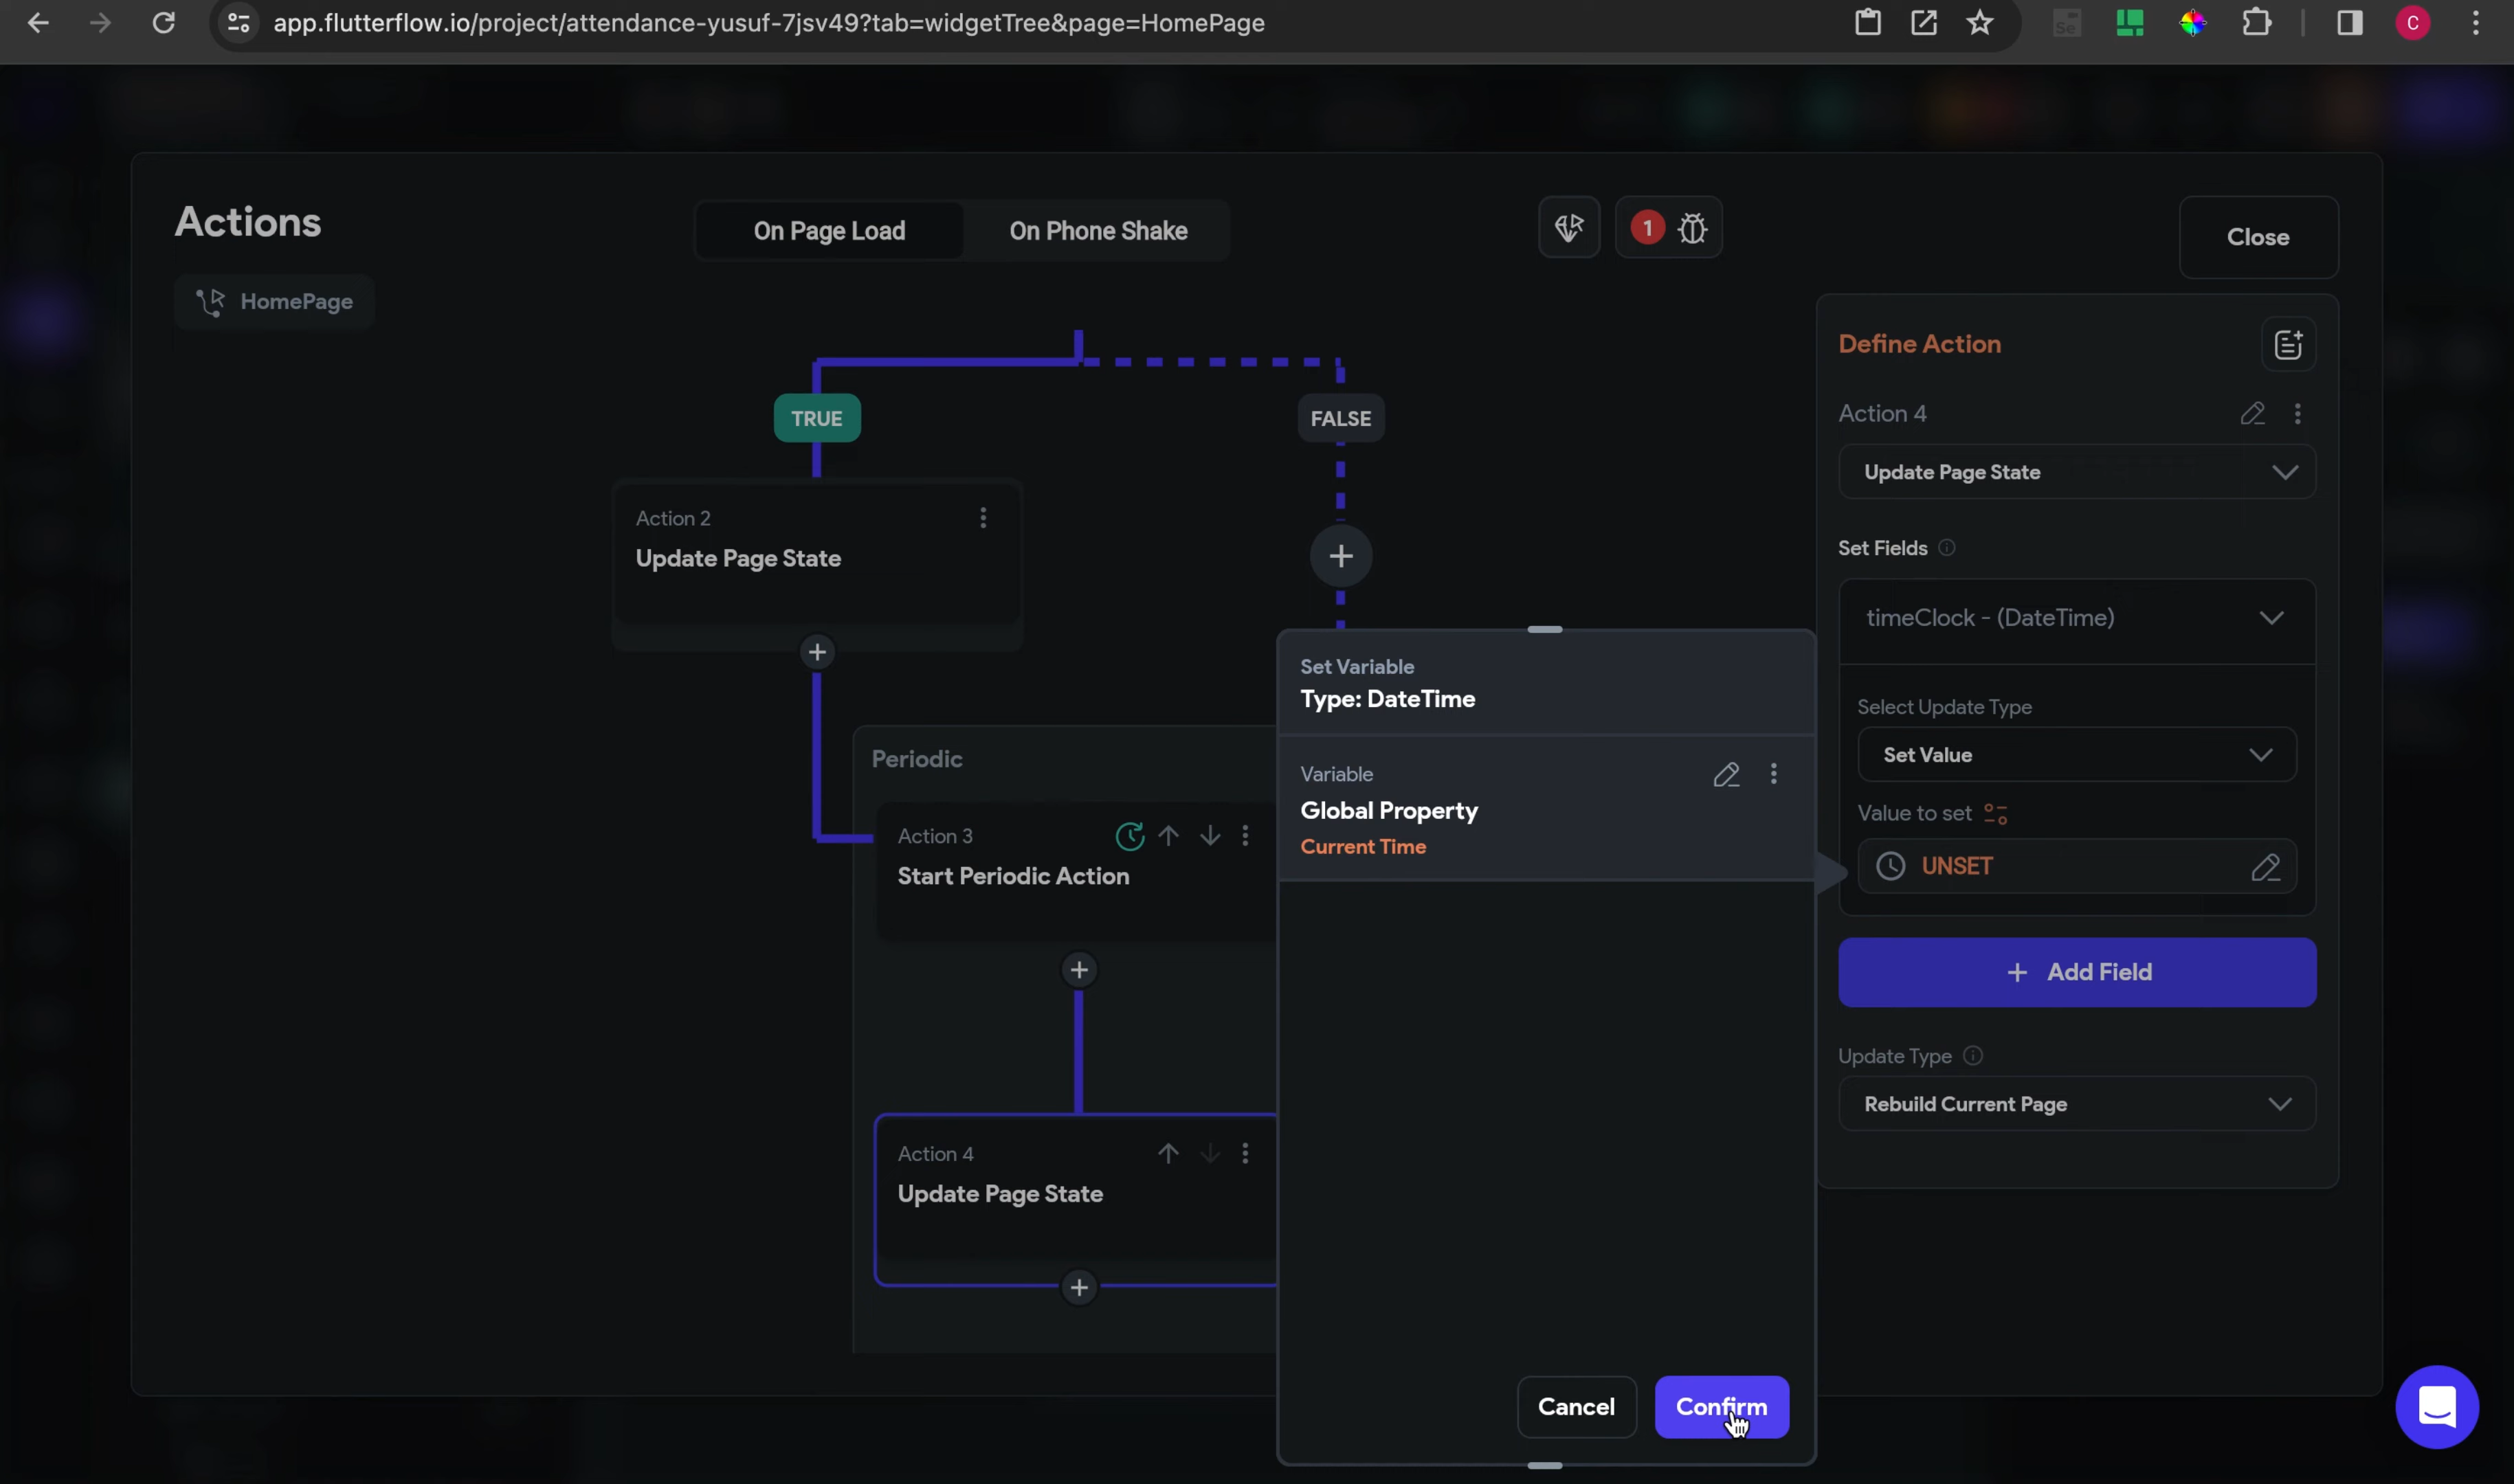 app.flutterflow.io/project/attendance-yusuf-7jsv49?tab=widgetTree&page=HomePage
C
Actions
On Page Load
On Phone Shake
1
Close
HomePage
Define Action
TRUE
FALSE
Action 4
Update Page State
Action 2
Update Page State
Set Fields
timeClock - (DateTime)
Set Variable
Type: DateTime
Select Update Type
Set Value
Periodic
Variable
Global Property
Current Time
Value to set
UNSET
Action 3
Start Periodic Action
+ Add Field
Update Type
Rebuild Current Page
Action 4
Update Page State
Cancel
Confirm